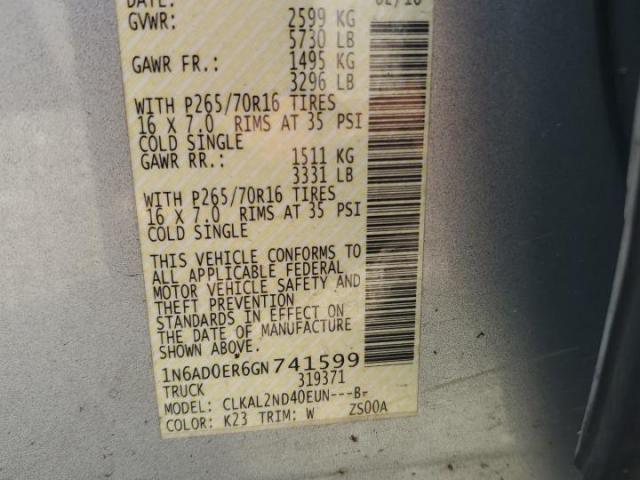 DATE: 02/16
GVWR: 2599 KG
5730 LB
GAWR FR.: 1495 KG
3296 LB
WITH P265/70R16 TIRES
16 X 7.0 RIMS AT 35 PSI
COLD SINGLE
GAWR RR.: 1511 KG
3331 LB
WITH P265/70R16 TIRES
16 X 7.0 RIMS AT 35 PSI
COLD SINGLE
THIS VEHICLE CONFORMS TO
ALL APPLICABLE FEDERAL
MOTOR VEHICLE SAFETY AND
THEFT PREVENTION
STANDARDS IN EFFECT ON
THE DATE OF MANUFACTURE
SHOWN ABOVE.
1N6AD0ER6GN741599
TRUCK 319371
MODEL: CLKAL2ND40EUN---B-
COLOR: K23 TRIM: W ZS00A